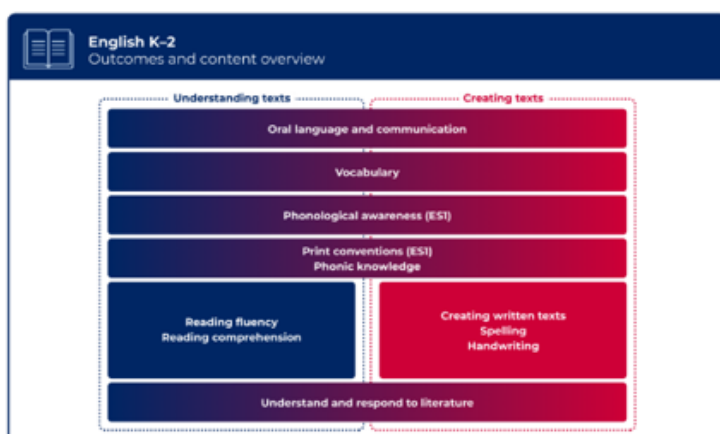 English K–2
Outcomes and content overview
Understanding texts
Creating texts
Oral language and communication
Vocabulary
Phonological awareness (ES1)
Print conventions (ES1)
Phonic knowledge
Reading fluency
Reading comprehension
Creating written texts
Spelling
Handwriting
Understand and respond to literature